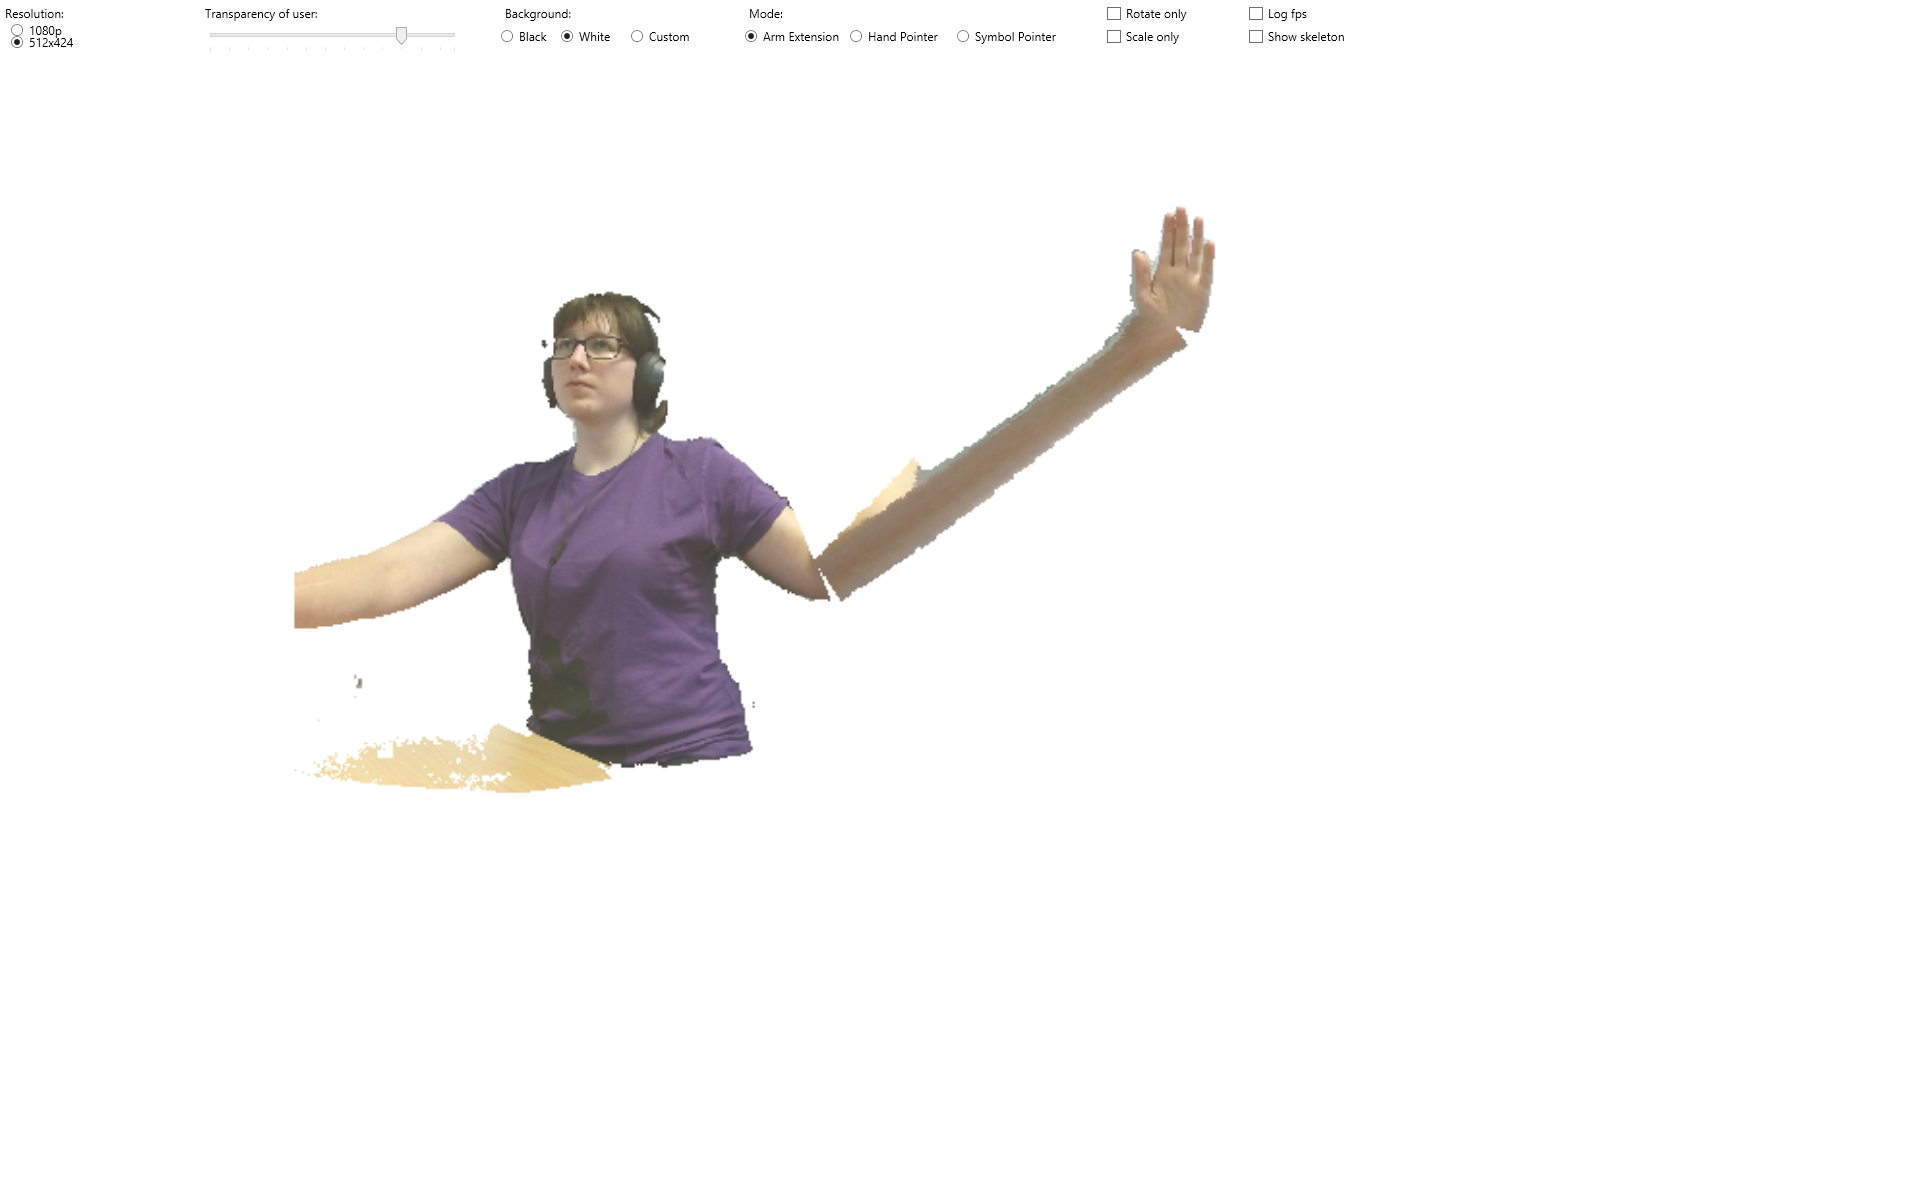 Resolution:
1080p
512x424
Transparency of user:
Background:
Black White Custom
Mode:
Arm Extension Hand Pointer Symbol Pointer
Rotate only
Scale only
Log fps
Show skeleton